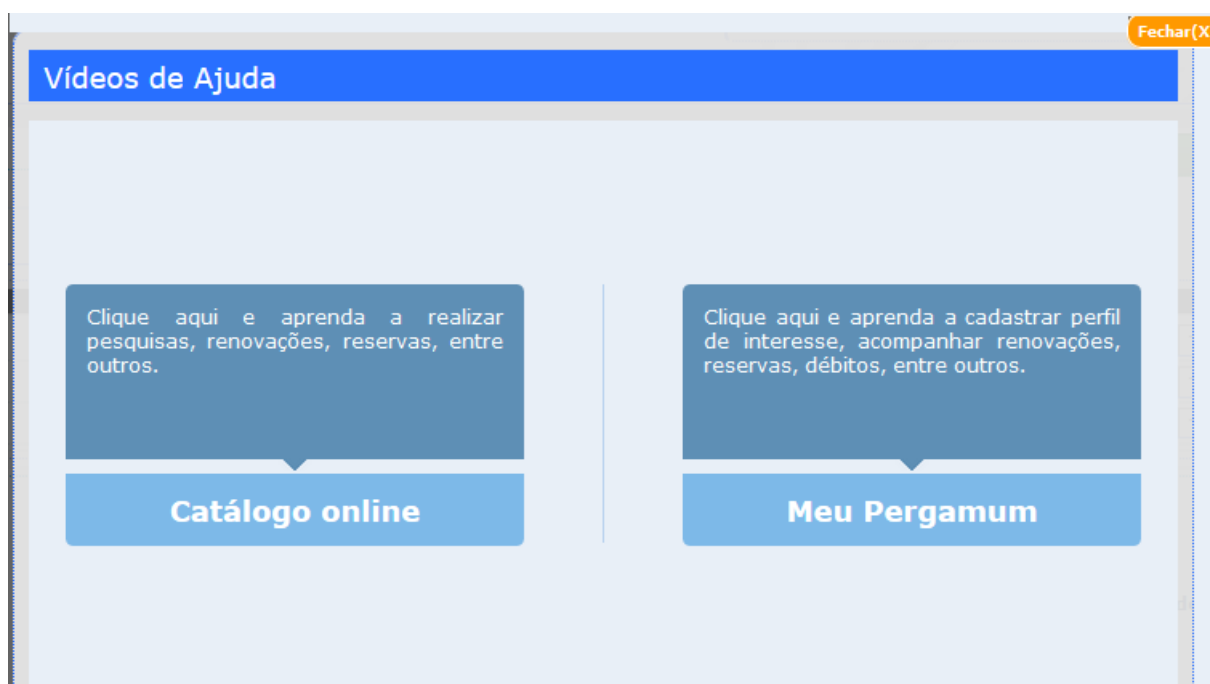 Fechar(X
Vídeos de Ajuda
Clique aqui e aprenda a realizar
pesquisas, renovações, reservas, entre
outros.
Catálogo online
Clique aqui e aprenda a cadastrar perfil
de interesse, acompanhar renovações,
reservas, débitos, entre outros.
Meu Pergamum